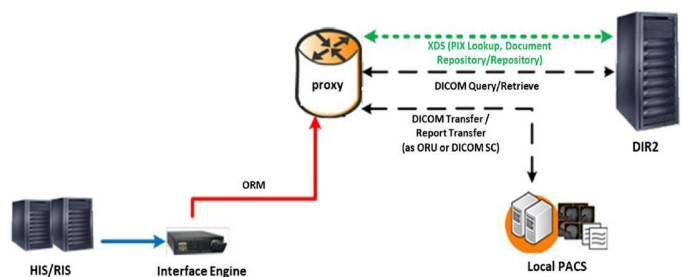 XDS (PIX Lookup, Document
Repository/Repository)
proxy
DICOM Query/Retrieve
DICOM Transfer /
Report Transfer
(as ORU or DICOM SC)
DIR2
ORM
HIS/RIS
Interface Engine
Local PACS